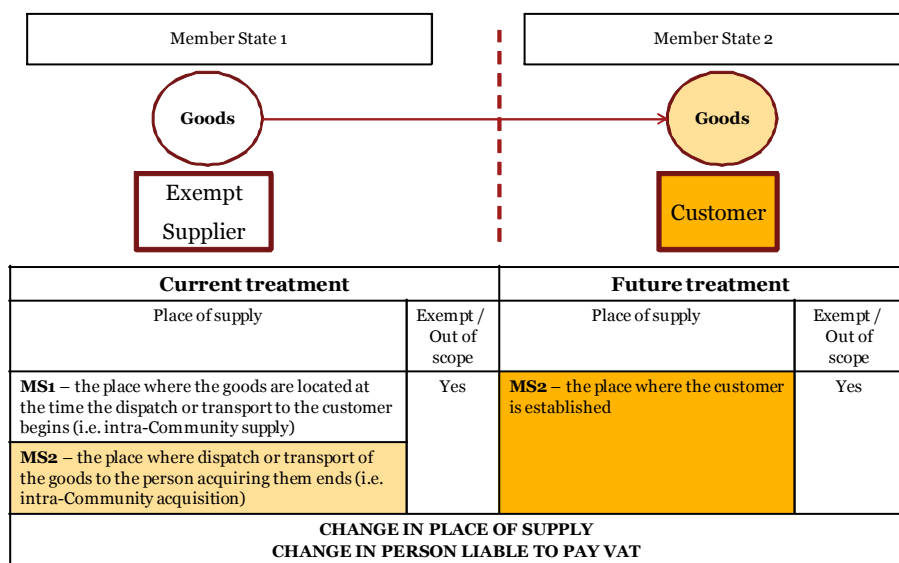 Member State 1
Member State 2
Goods
Goods
Exempt
Supplier
Customer
Current treatment
Future treatment
Place of supply
Exempt /
Out of
scope
Place of supply
Exempt /
Out of
scope
MS1 – the place where the goods are located at
the time the dispatch or transport to the customer
begins (i.e. intra-Community supply)
Yes
MS2 – the place where the customer
is established
Yes
MS2 – the place where dispatch or transport of
the goods to the person acquiring them ends (i.e.
intra-Community acquisition)
CHANGE IN PLACE OF SUPPLY
CHANGE IN PERSON LIABLE TO PAY VAT